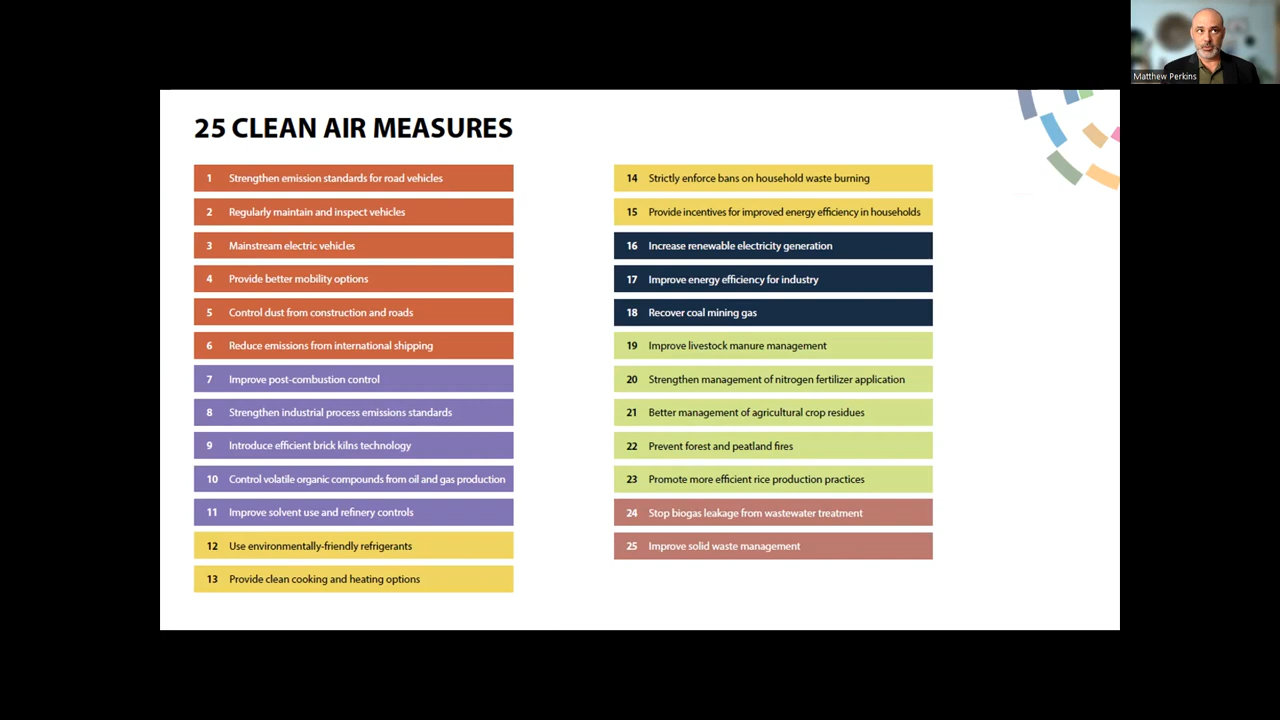 Matthew Perkins
25 CLEAN AIR MEASURES
1 Strengthen emission standards for road vehicles
2 Regularly maintain and inspect vehicles
3 Mainstream electric vehicles
4 Provide better mobility options
5 Control dust from construction and roads
6 Reduce emissions from international shipping
7 Improve post-combustion control
8 Strengthen industrial process emissions standards
9 Introduce efficient brick kilns technology
10 Control volatile organic compounds from oil and gas production
11 Improve solvent use and refinery controls
12 Use environmentally-friendly refrigerants
13 Provide clean cooking and heating options
14 Strictly enforce bans on household waste burning
15 Provide incentives for improved energy efficiency in households
16 Increase renewable electricity generation
17 Improve energy efficiency for industry
18 Recover coal mining gas
19 Improve livestock manure management
20 Strengthen management of nitrogen fertilizer application
21 Better management of agricultural crop residues
22 Prevent forest and peatland fires
23 Promote more efficient rice production practices
24 Stop biogas leakage from wastewater treatment
25 Improve solid waste management